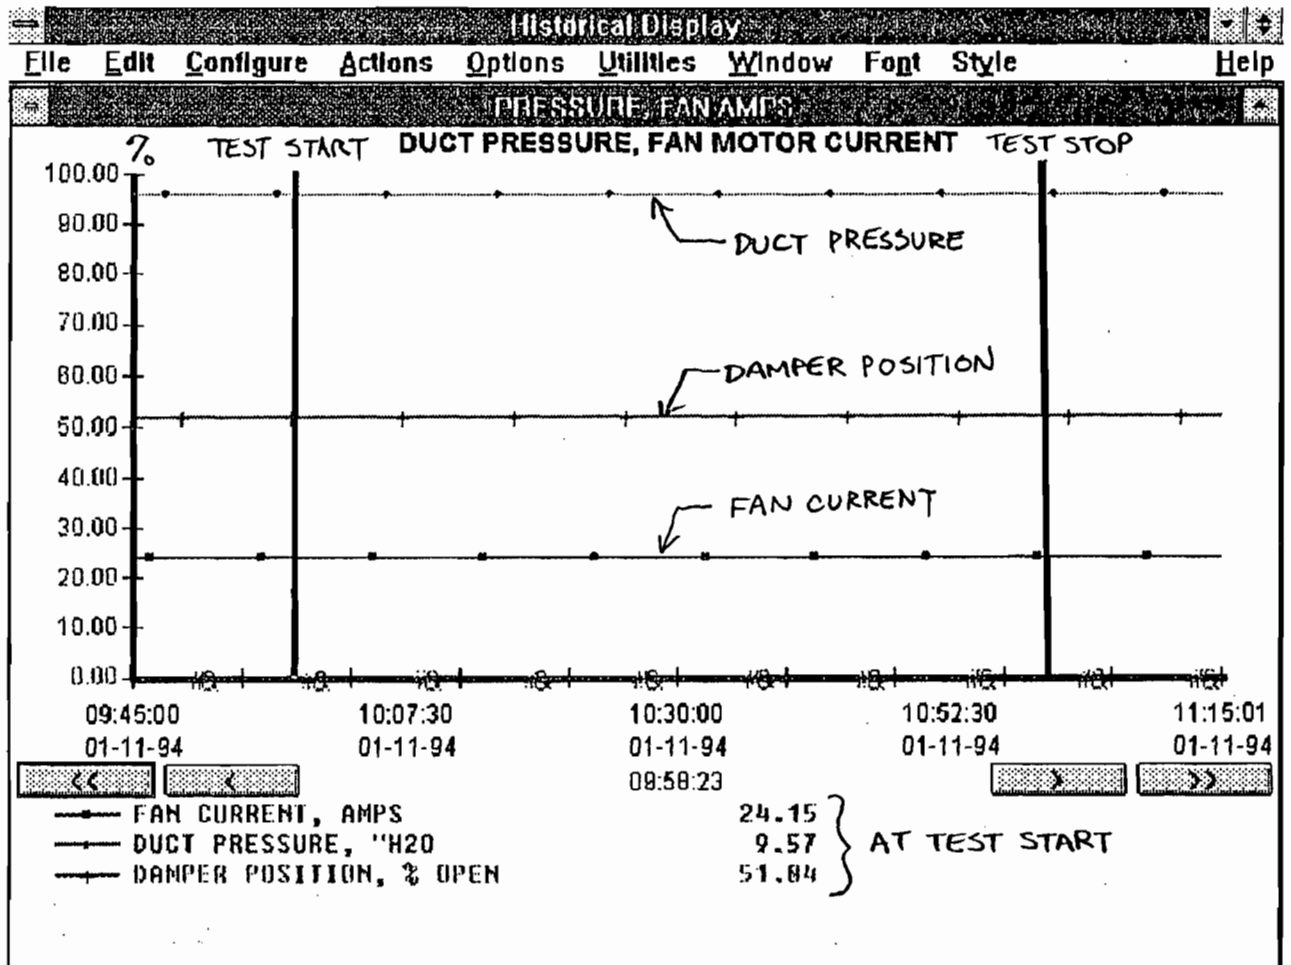 Historical Display
File Edit Configure Actions Options Utilities Window Font Style Help
PRESSURE, FAN AMPS
% TEST START DUCT PRESSURE, FAN MOTOR CURRENT TEST STOP
100.00
90.00
DUCT PRESSURE
80.00
70.00
60.00
DAMPER POSITION
50.00
40.00
FAN CURRENT
30.00
20.00
10.00
0.00
09:45:00 10:07:30 10:30:00 10:52:30 11:15:01
01-11-94 01-11-94 01-11-94 01-11-94 01-11-94
<< < 09:58:23 > >>
FAN CURRENT, AMPS 24.15
DUCT PRESSURE, "H2O 9.57 AT TEST START
DAMPER POSITION, % OPEN 51.84